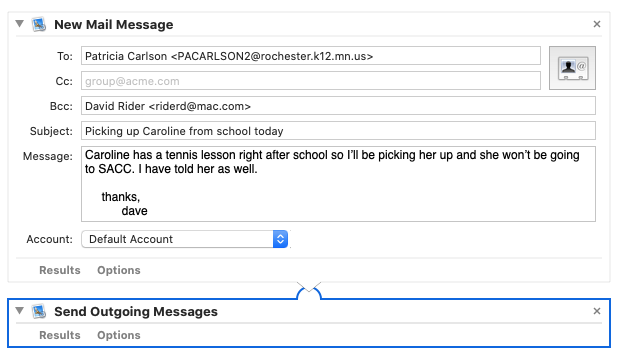 New Mail Message
To: Patricia Carlson <PACARLSON2@rochester.k12.mn.us>
Cc: group@acme.com
Bcc: David Rider <riderd@mac.com>
Subject: Picking up Caroline from school today
Message: Caroline has a tennis lesson right after school so I’ll be picking her up and she won’t be going
to SACC. I have told her as well.
thanks,
dave
Account: Default Account
Results Options
Send Outgoing Messages
Results Options